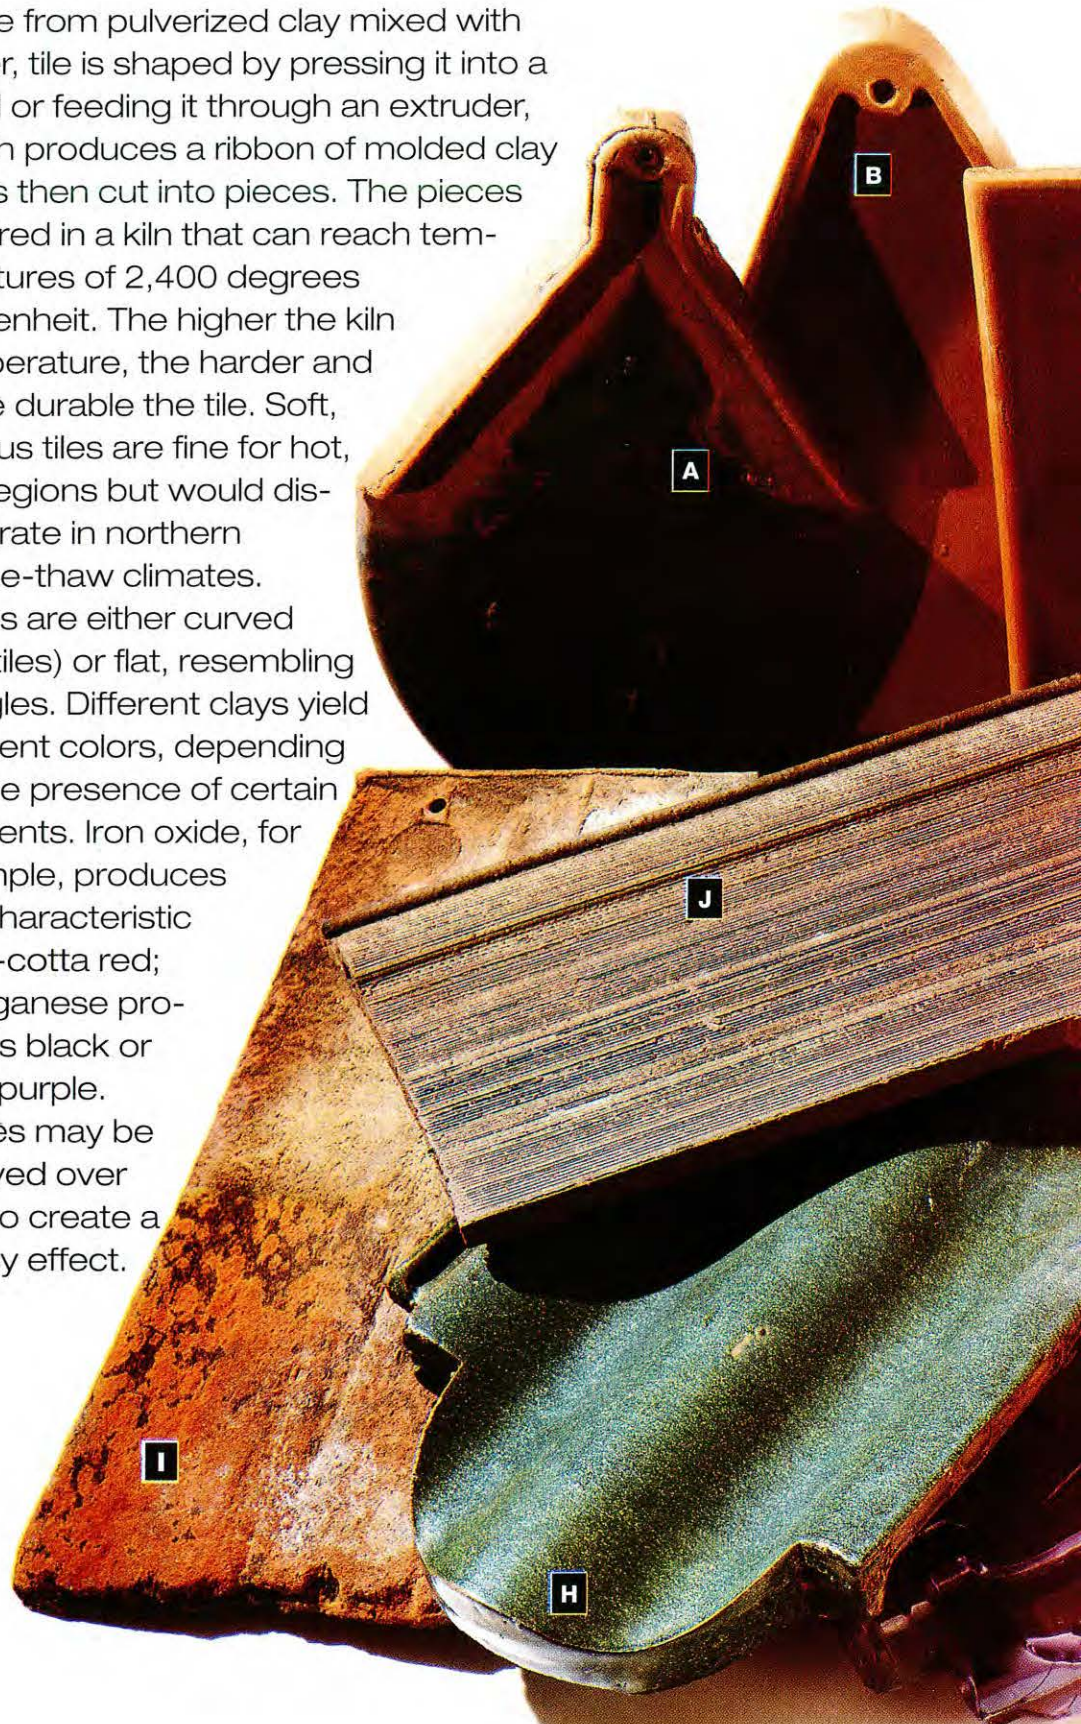 e from pulverized clay mixed with
r, tile is shaped by pressing it into a
or feeding it through an extruder,
n produces a ribbon of molded clay
s then cut into pieces. The pieces
red in a kiln that can reach tem-
tures of 2,400 degrees
enheit. The higher the kiln
perature, the harder and
e durable the tile. Soft,
us tiles are fine for hot,
egions but would dis-
rate in northern
e-thaw climates.
s are either curved
tiles) or flat, resembling
gles. Different clays yield
ent colors, depending
e presence of certain
ents. Iron oxide, for
mple, produces
haracteristic
-cotta red;
ganese pro-
s black or
purple.
es may be
yed over
o create a
y effect.
B
A
J
I
H